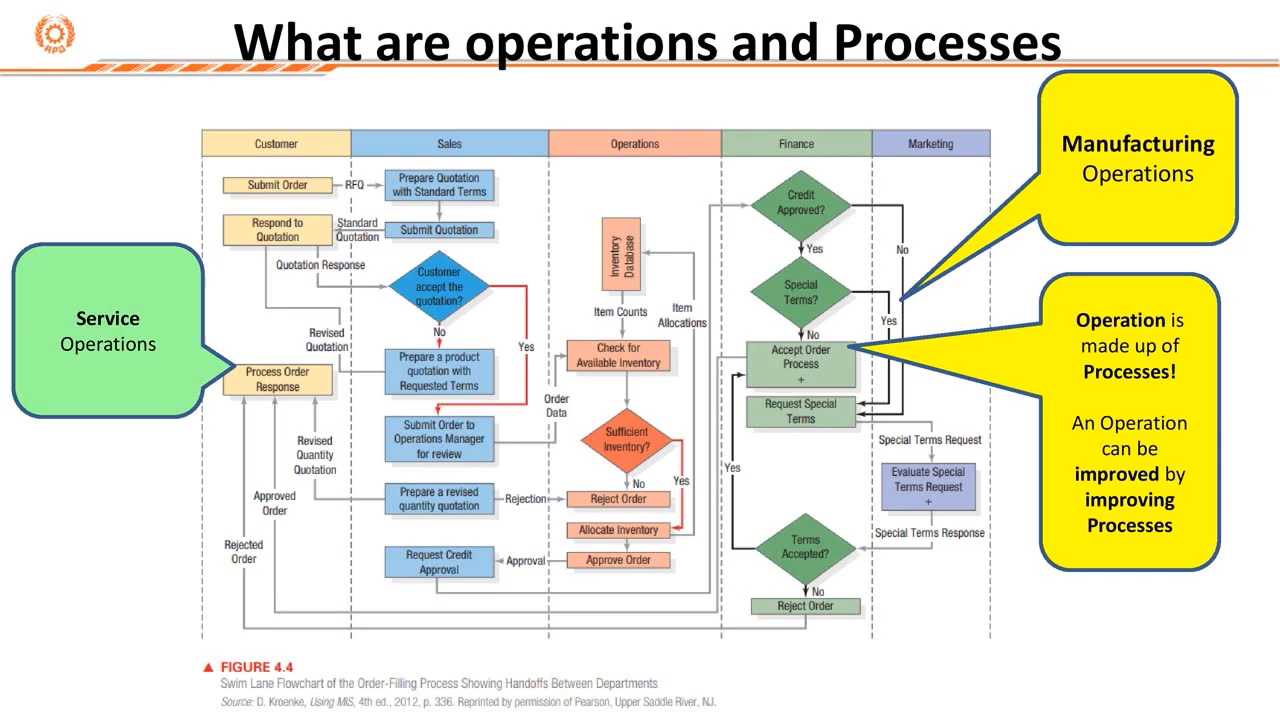 What are operations and Processes
APD
Customer
Sales
Operations
Finance
Marketing
Submit Order
RFQ
Prepare Quotation
with Standard Terms
Respond to
Quotation
Standard
Quotation
Submit Quotation
Quotation Response
Customer
accept the
quotation?
No
Yes
Revised
Quotation
Prepare a product
quotation with
Requested Terms
Process Order
Response
Submit Order to
Operations Manager
for review
Order
Data
Revised
Quantity
Quotation
Prepare a revised
quantity quotation
Rejection
Approved
Order
Rejected
Order
Request Credit
Approval
Approval
Inventory
Database
Item Counts
Item
Allocations
Check for
Available Inventory
Sufficient
Inventory?
No
Yes
Reject Order
Allocate Inventory
Approve Order
Credit
Approved?
Yes
No
Special
Terms?
Yes
No
Accept Order
Process
+
Request Special
Terms
Special Terms Request
Yes
Evaluate Special
Terms Request
+
Special Terms Response
Terms
Accepted?
No
Reject Order
Service
Operations
Manufacturing
Operations
Operation is
made up of
Processes!
An Operation
can be
improved by
improving
Processes
▲ FIGURE 4.4
Swim Lane Flowchart of the Order-Filling Process Showing Handoffs Between Departments
Source: D. Kroenke, Using MIS, 4th ed., 2012, p. 336. Reprinted by permission of Pearson, Upper Saddle River, NJ.